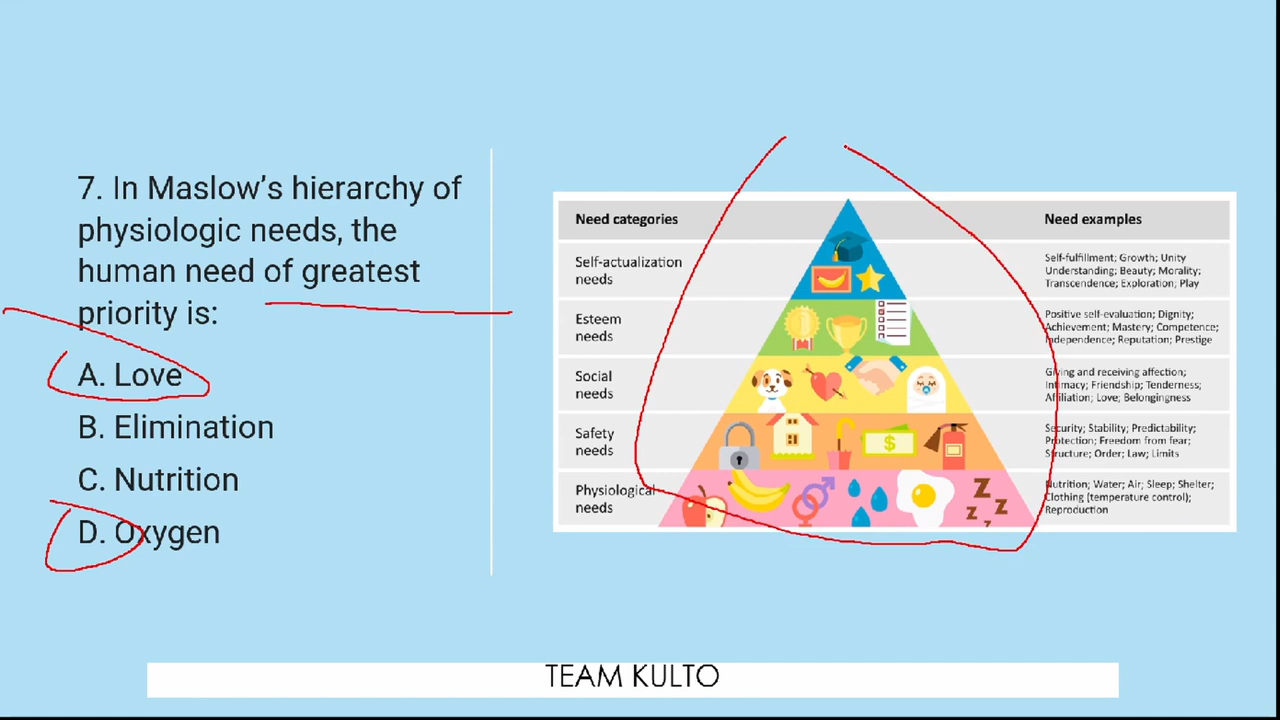 7. In Maslow's hierarchy of
physiologic needs, the
human need of greatest
priority is:
A. Love
B. Elimination
C. Nutrition
D. Oxygen
Need categories
Need examples
Self-actualization
needs
Self-fulfillment; Growth; Unity
Understanding; Beauty; Morality;
Transcendence; Exploration; Play
Esteem
needs
Positive self-evaluation; Dignity;
Achievement; Mastery; Competence;
Independence; Reputation; Prestige
Social
needs
Giving and receiving affection;
Intimacy; Friendship; Tenderness;
Affiliation; Love; Belongingness
Safety
needs
Security; Stability; Predictability;
Protection; Freedom from fear;
Structure; Order; Law; Limits
$
Physiological
needs
Z
Z
Z
Z
Nutrition; Water; Air; Sleep; Shelter;
Clothing (temperature control);
Reproduction
TEAM KULTO